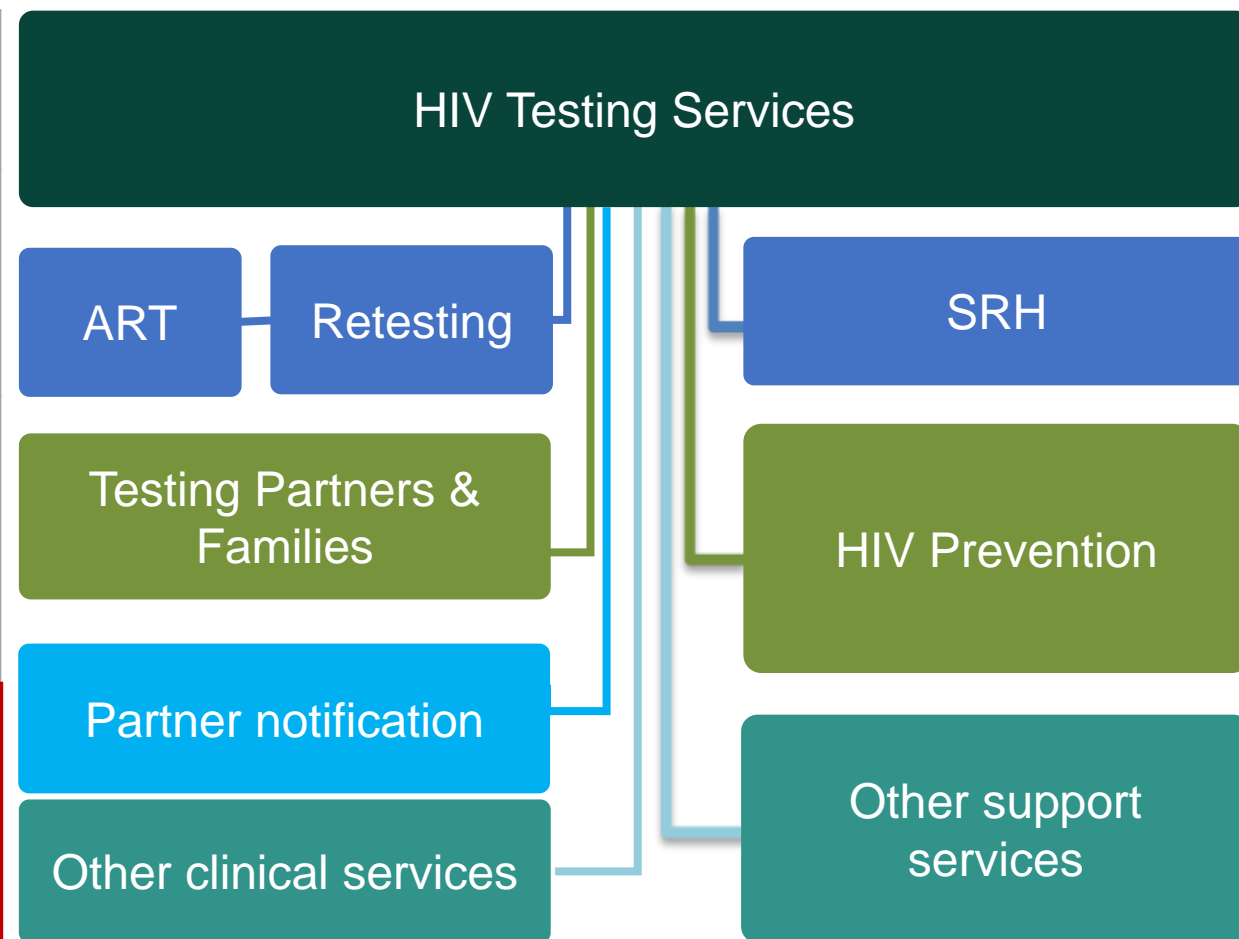 HIV Testing Services
ART
Retesting
SRH
Testing Partners &
Families
HIV Prevention
Partner notification
Other support
services
Other clinical services